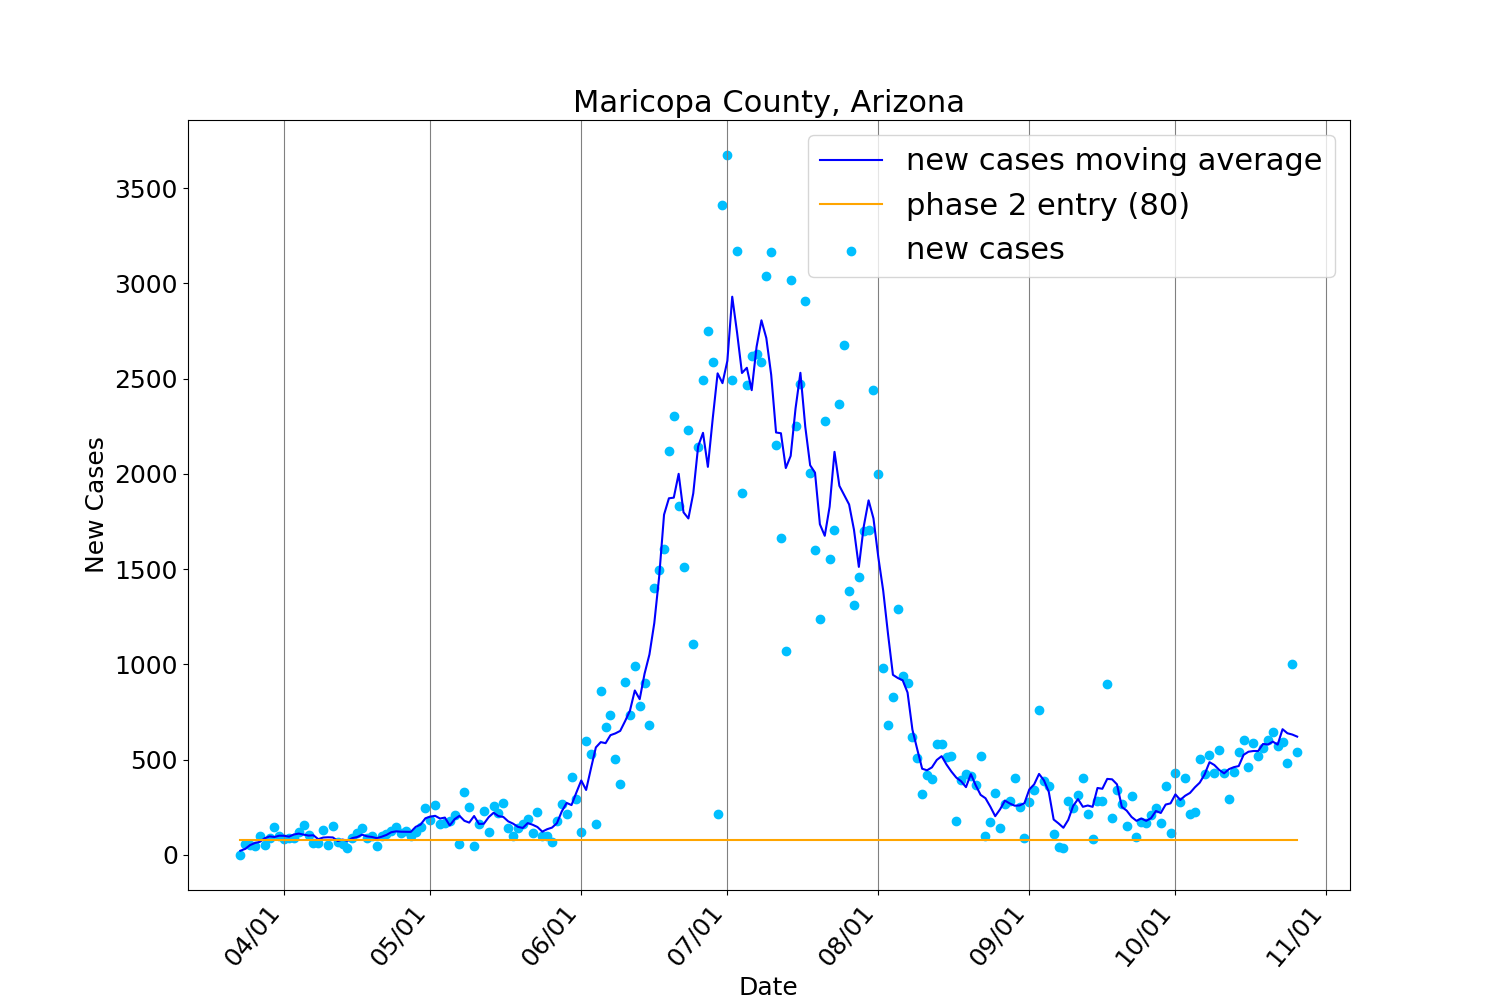 Maricopa County, Arizona
new cases moving average
phase 2 entry (80)
new cases
New Cases
3500
3000
2500
2000
1500
1000
500
0
04/01
05/01
06/01
07/01
08/01
09/01
10/01
11/01
Date